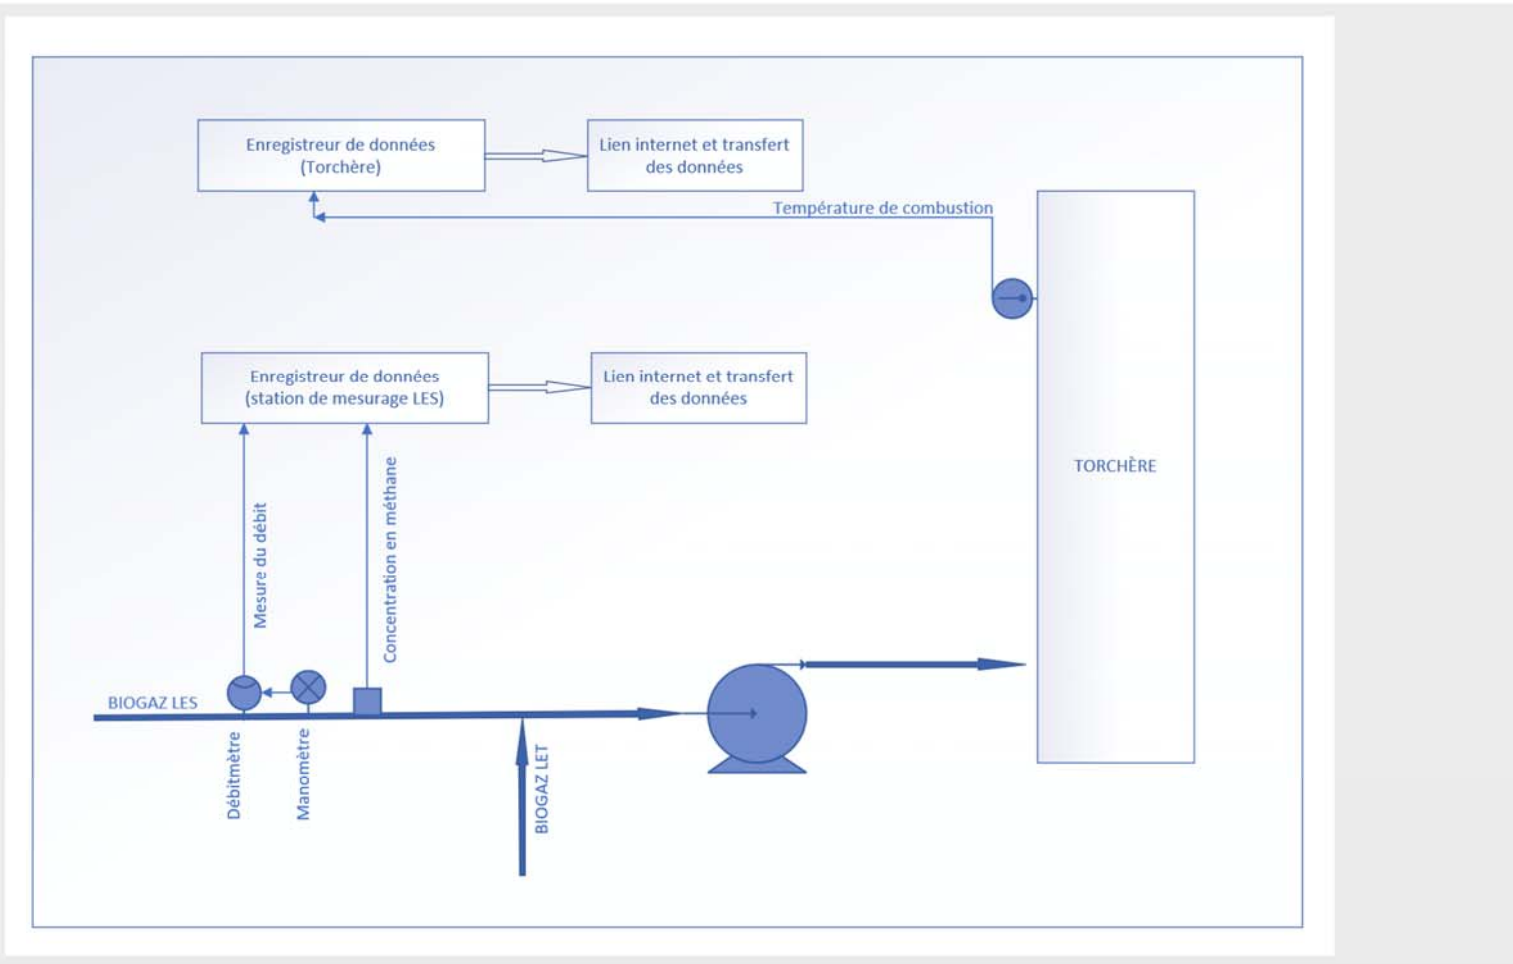 Enregistreur de données
(Torchère)
Lien internet et transfert
des données
Température de combustion
Enregistreur de données
(station de mesurage LES)
Lien internet et transfert
des données
TORCHÈRE
Mesure du débit
Concentration en méthane
BIOGAZ LES
Débitmètre
Manomètre
BIOGAZ LET